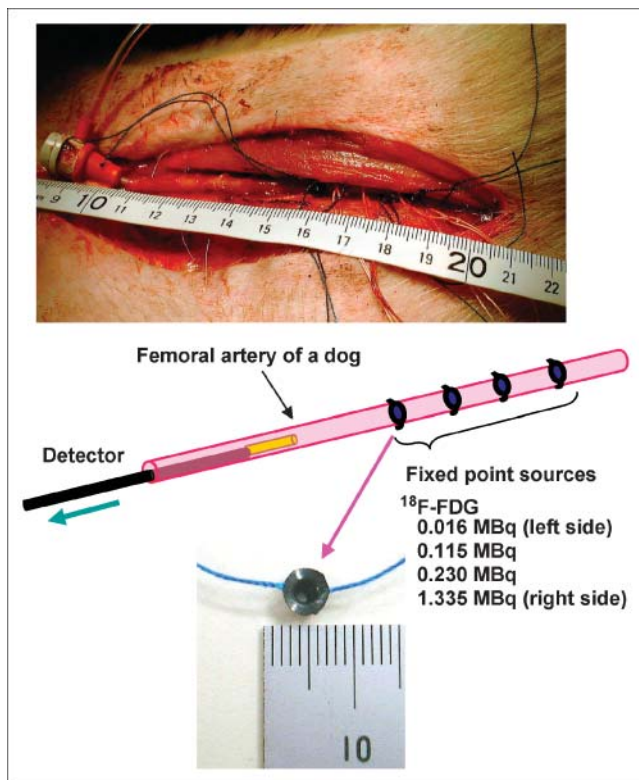 9 10 11 12 13 14 15 16 17 18 19 20 21 22
Femoral artery of a dog
Detector
Fixed point sources
¹⁸F-FDG
0.016 MBq (left side)
0.115 MBq
0.230 MBq
1.335 MBq (right side)
10